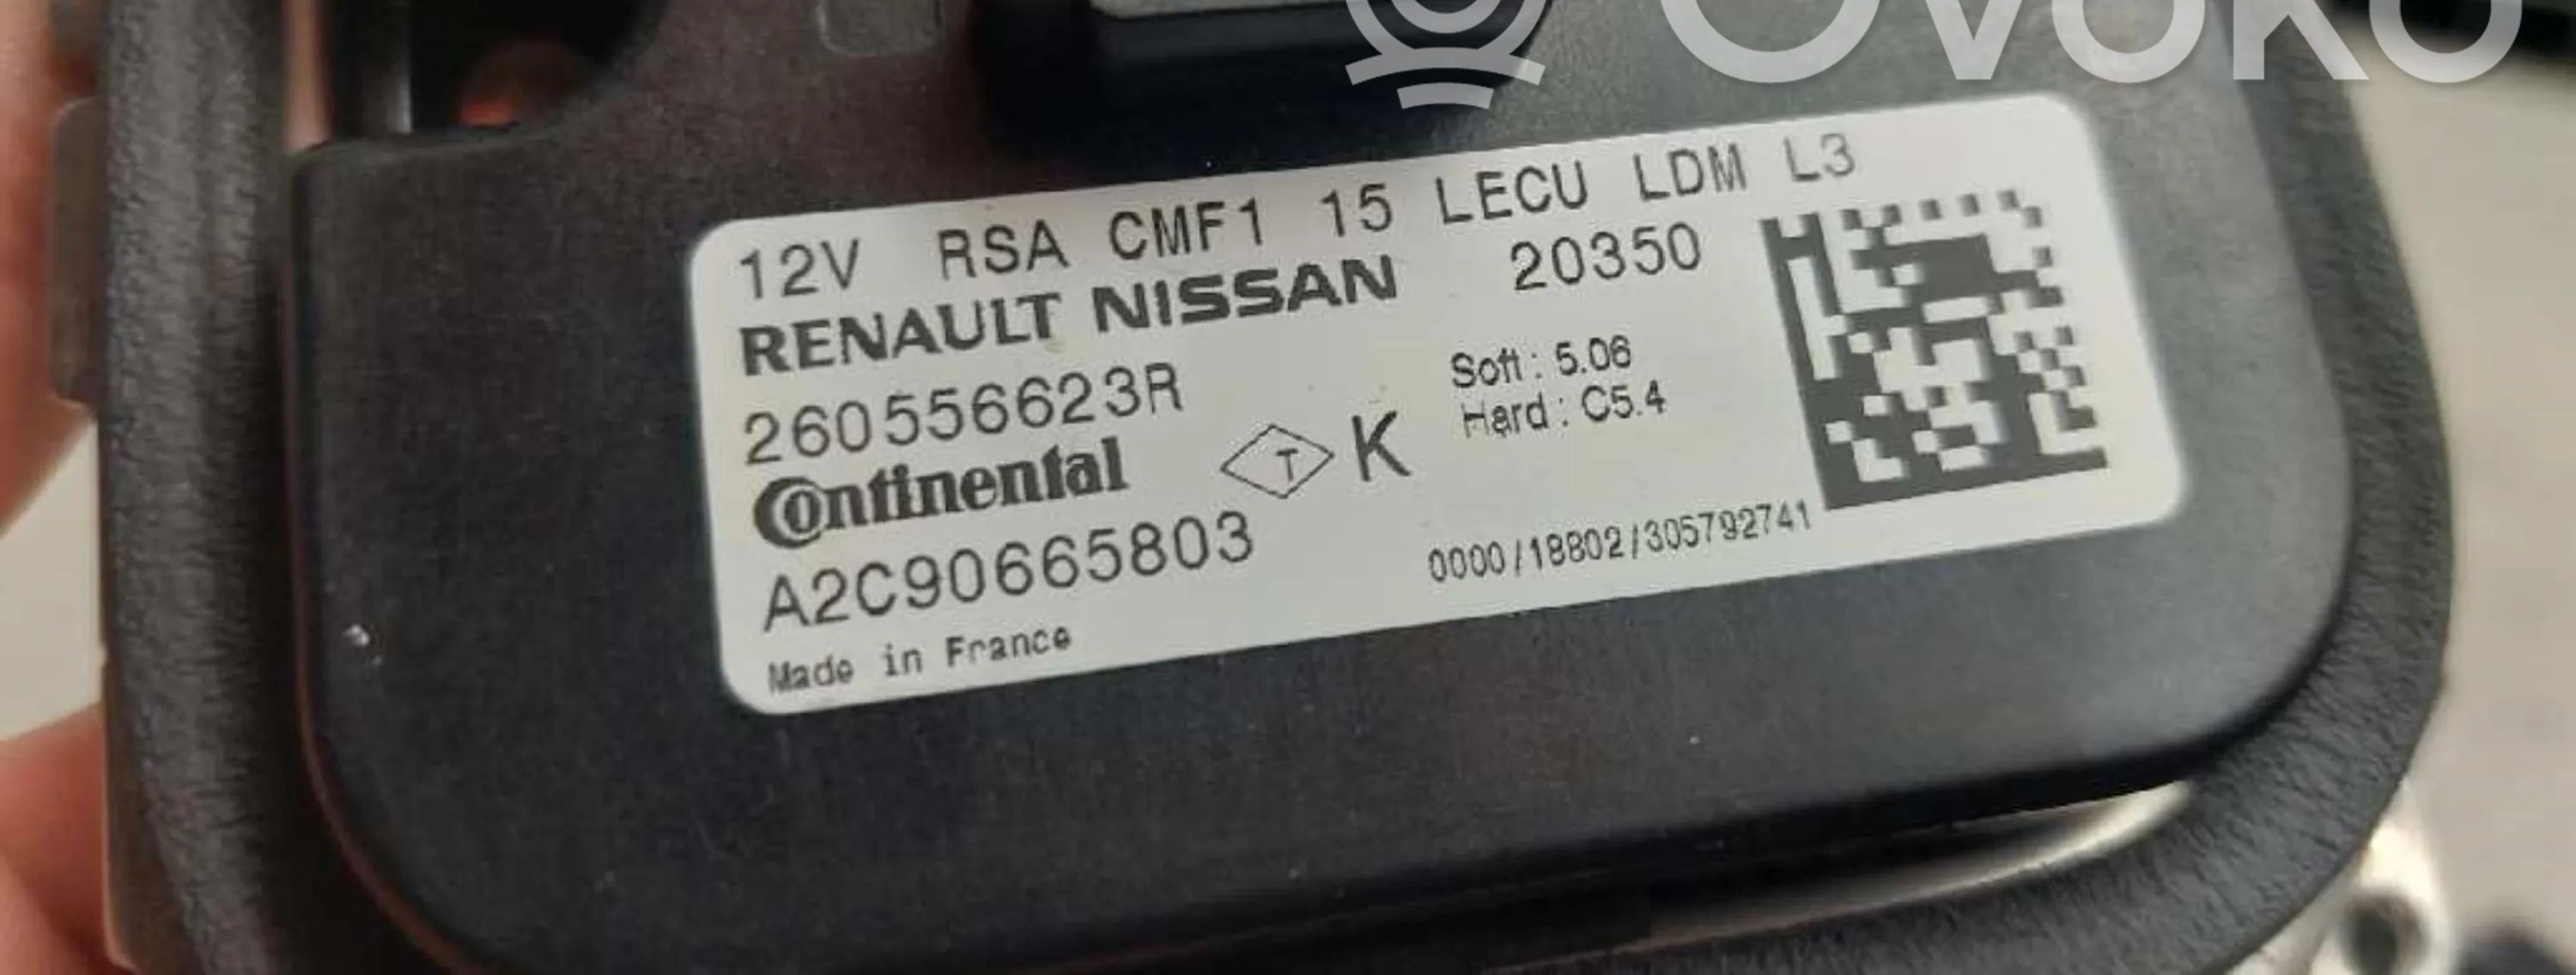 OVOKO
12V RSA CMF1 15 LECU LDM L3
RENAULT NISSAN 20350
260556623R
Soft : 5.06
Hard : C5.4
Continental T K
A2C90665803
0000/18802/305792741
Made in France